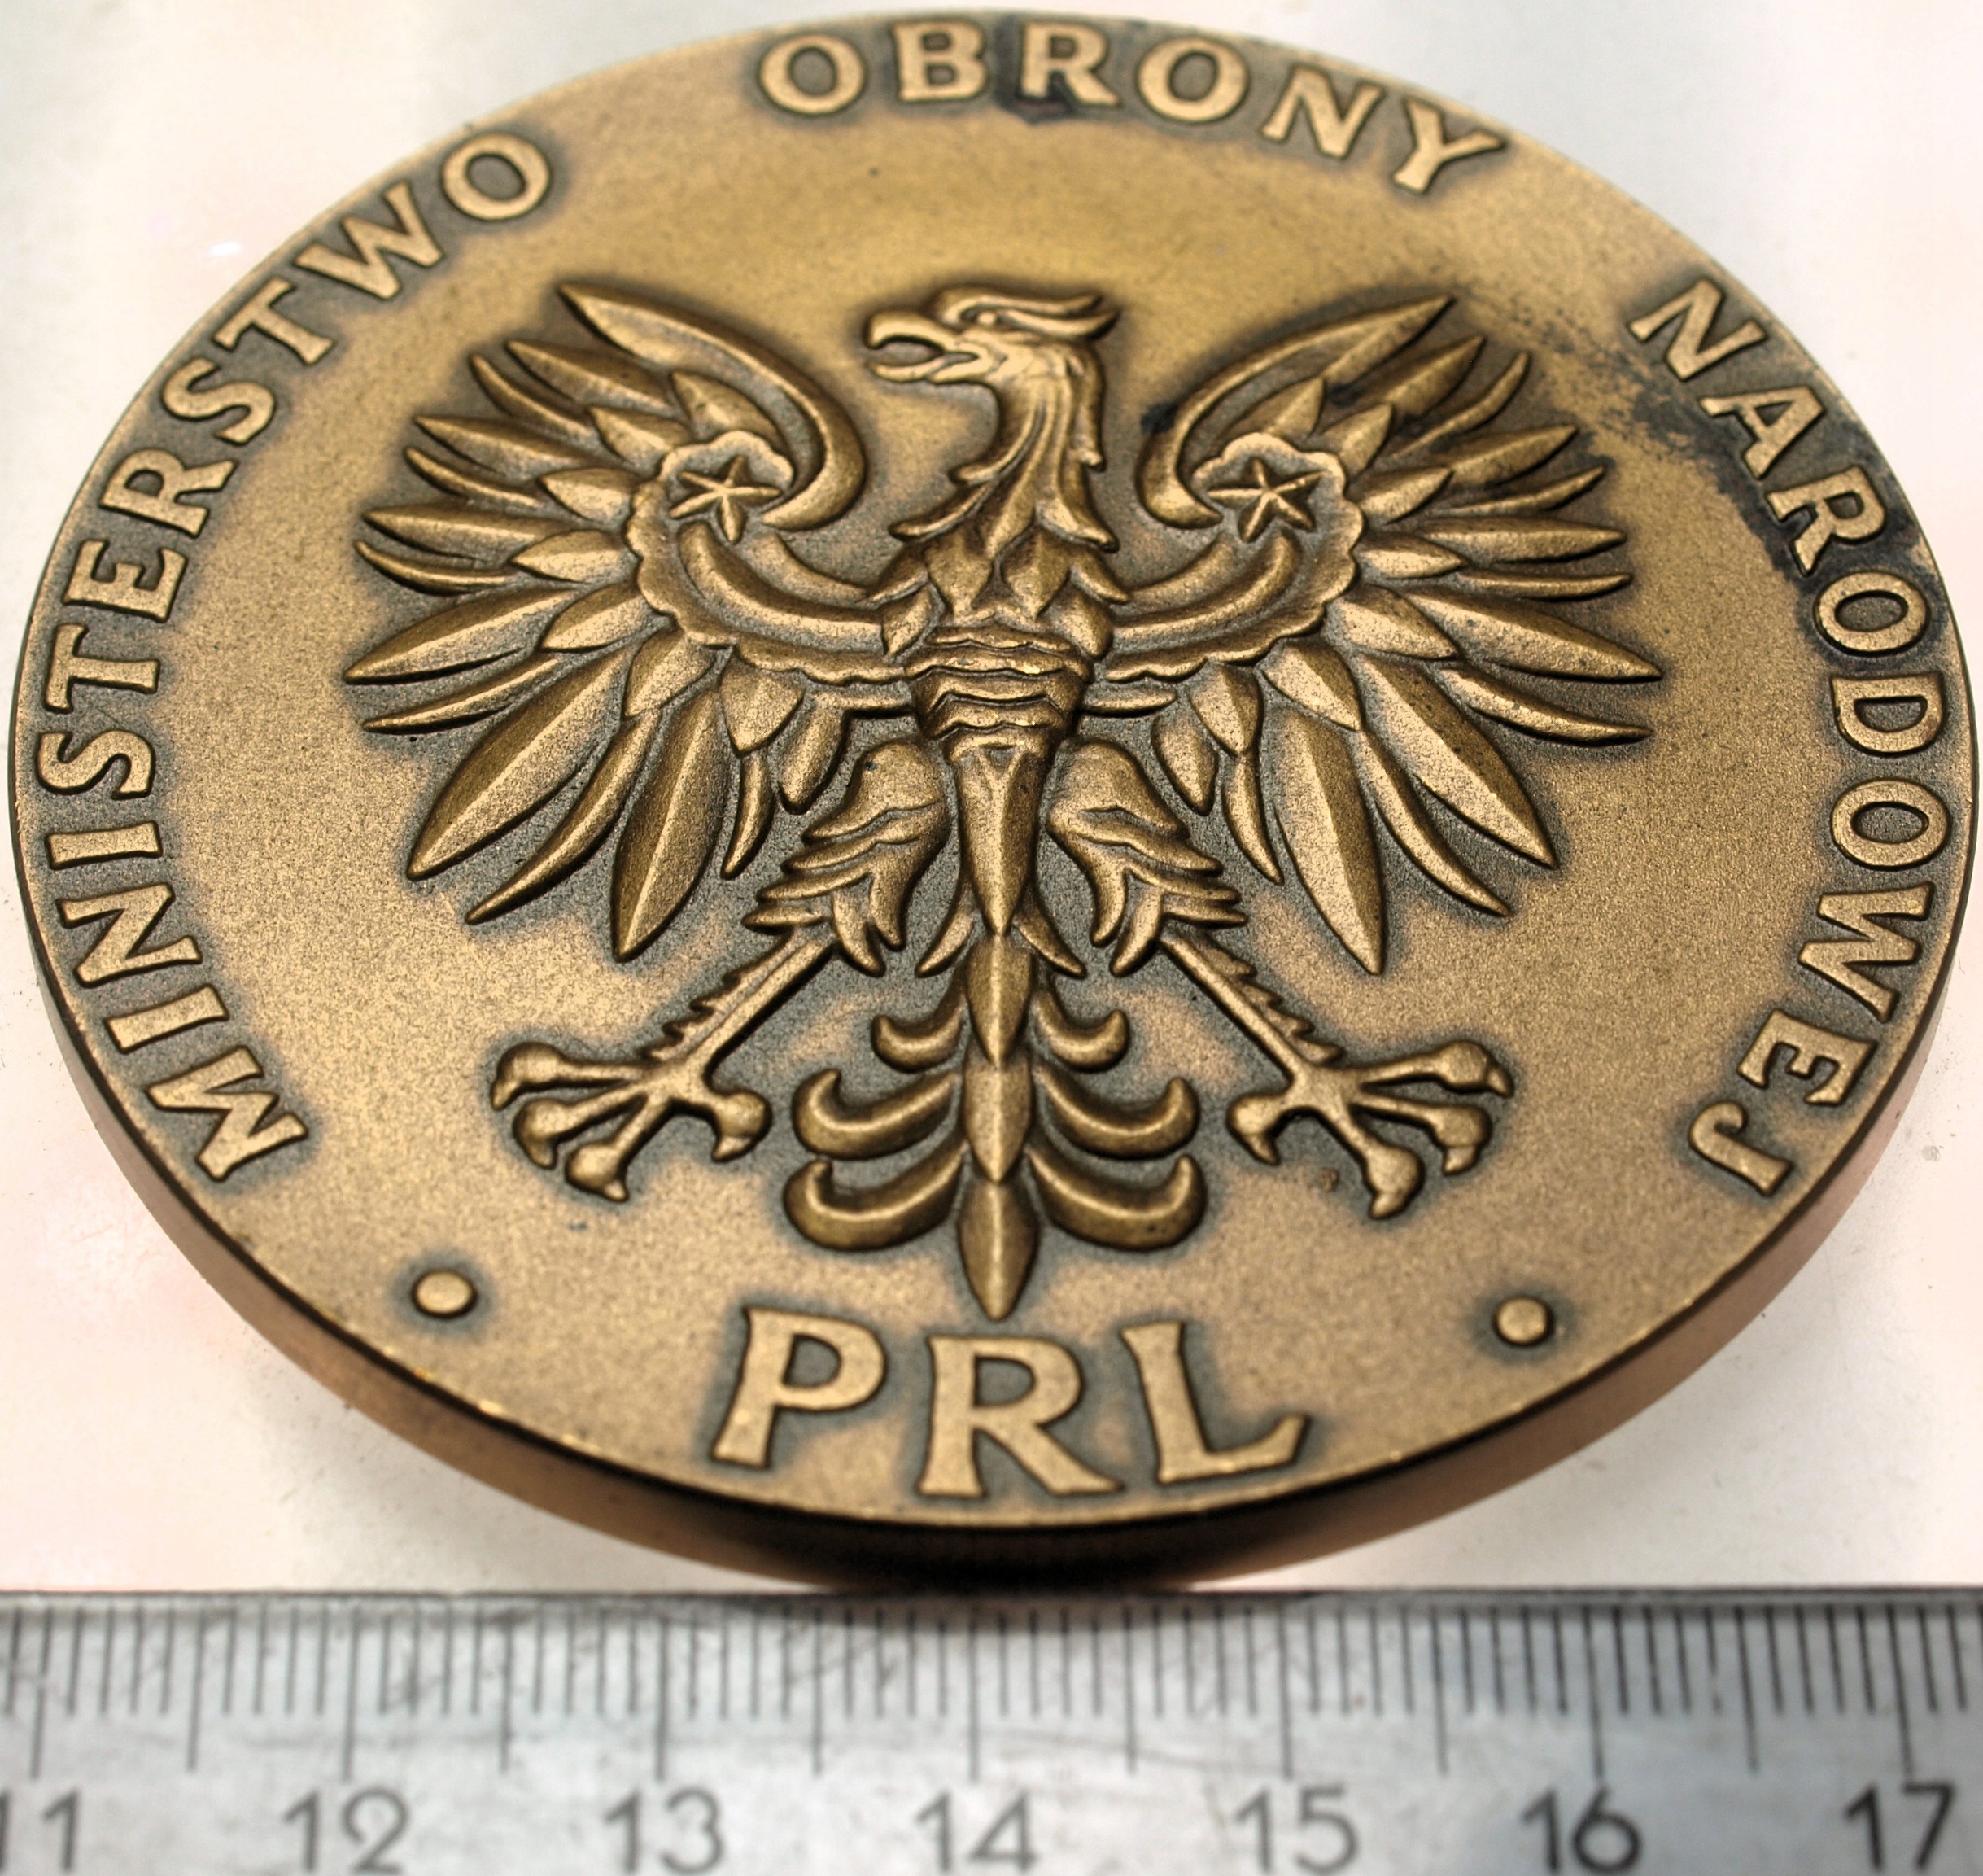 MINISTERSTWO OBRONY NARODOWEJ
• PRL •
11 12 13 14 15 16 17